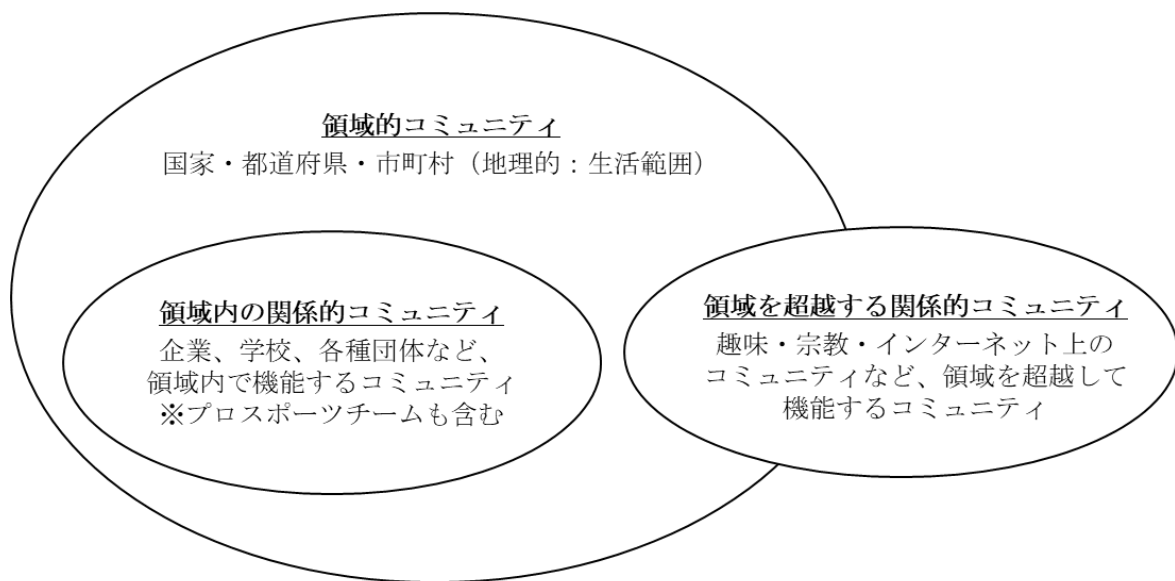 領域的コミュニティ
国家・都道府県・市町村（地理的：生活範囲）
領域内の関係的コミュニティ
企業、学校、各種団体など、
領域内で機能するコミュニティ
※プロスポーツチームも含む
領域を超越する関係的コミュニティ
趣味・宗教・インターネット上の
コミュニティなど、領域を超越して
機能するコミュニティ